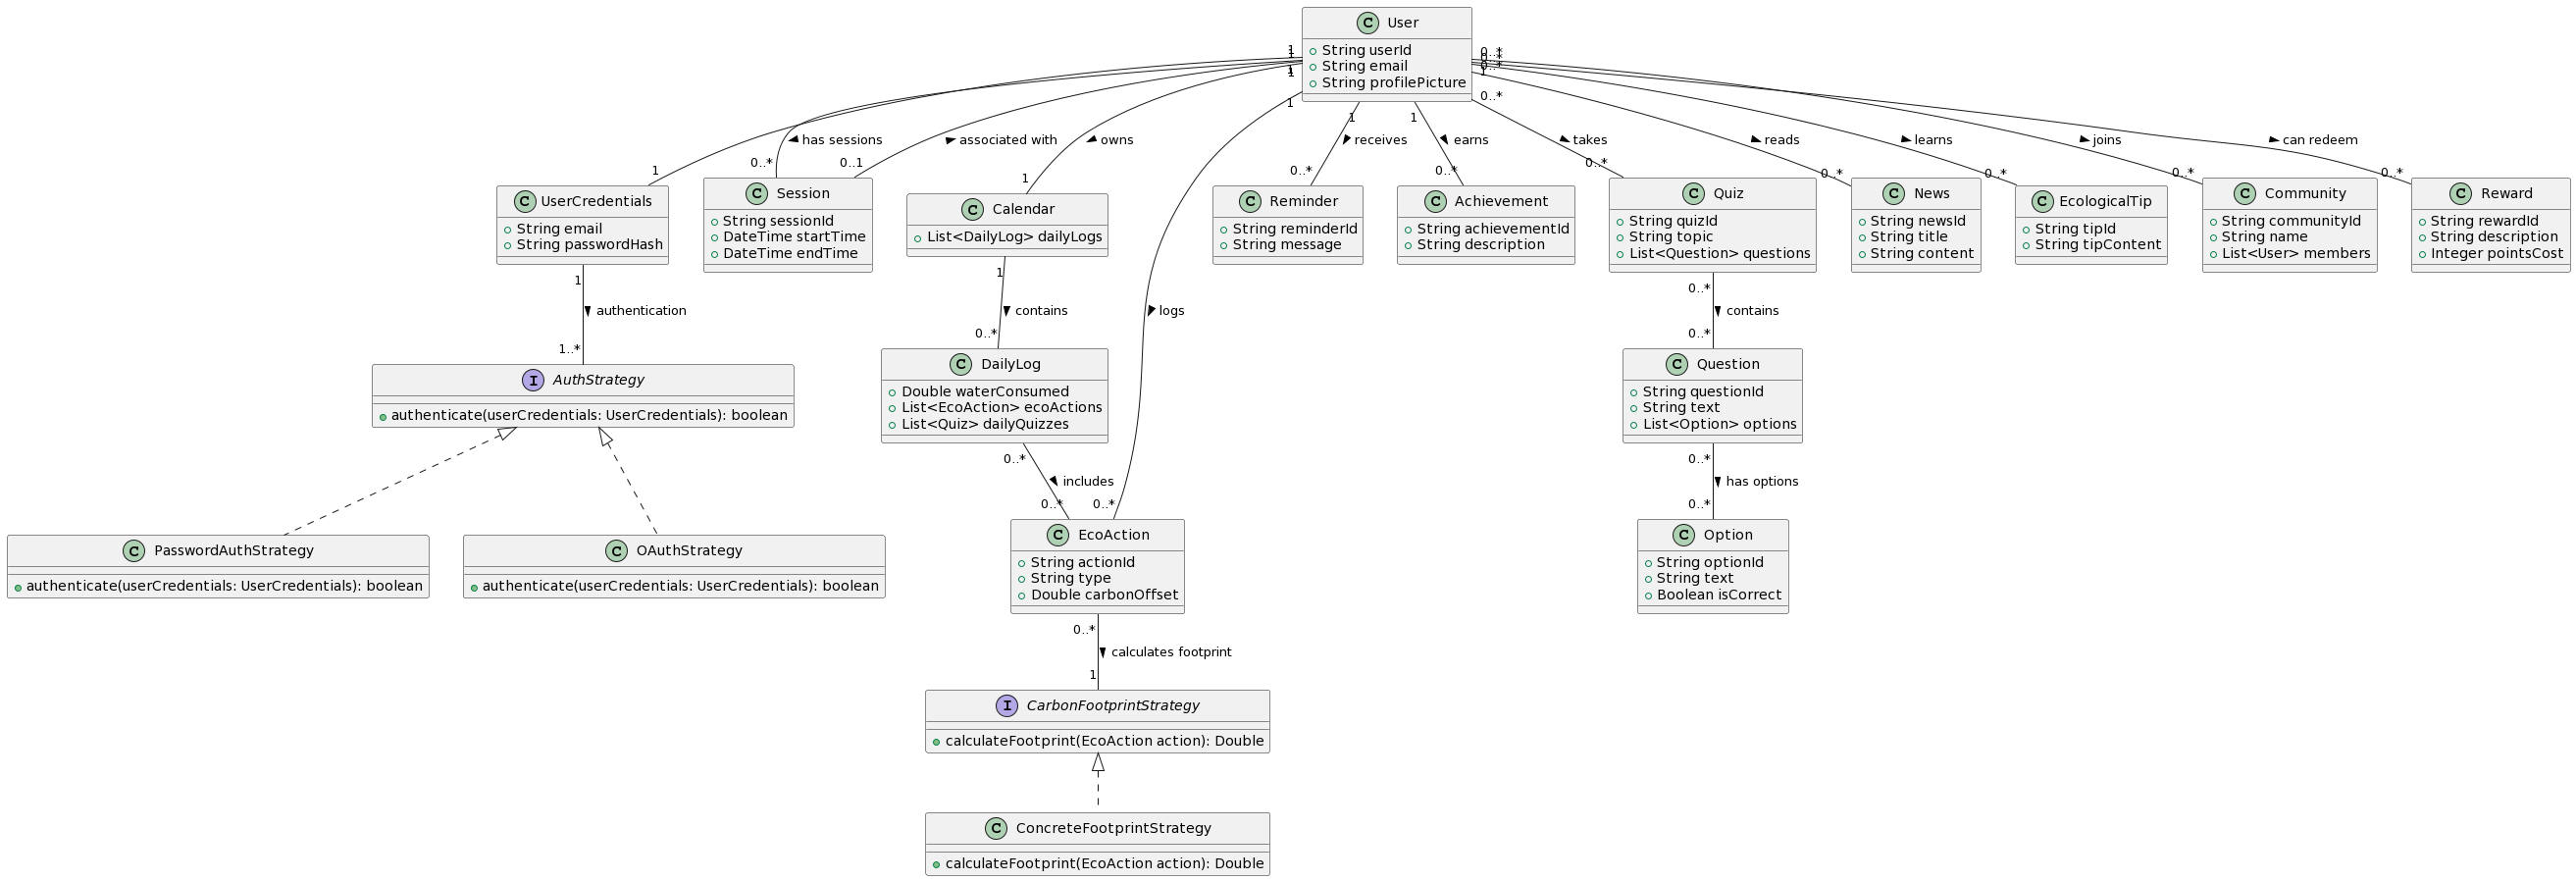 User
String userId
String email
String profilePicture
1
1
1
1
1
1
1
0..*
0..*
0..*
1
0..*
has sessions
associated with
owns
receives
earns
takes
reads
learns
joins
can redeem
1
0..*
0..1
1
0..*
0..*
0..*
0..*
0..*
0..*
0..*
UserCredentials
String email
String passwordHash
Session
String sessionId
DateTime startTime
DateTime endTime
Calendar
List<DailyLog> dailyLogs
Reminder
String reminderId
String message
Achievement
String achievementId
String description
Quiz
String quizId
String topic
List<Question> questions
News
String newsId
String title
String content
EcologicalTip
String tipId
String tipContent
Community
String communityId
String name
List<User> members
Reward
String rewardId
String description
Integer pointsCost
1
authentication
1..*
1
contains
0..*
logs
0..*
contains
0..*
AuthStrategy
authenticate(userCredentials: UserCredentials): boolean
DailyLog
Double waterConsumed
List<EcoAction> ecoActions
List<Quiz> dailyQuizzes
Question
String questionId
String text
List<Option> options
0..*
includes
0..*
0..*
0..*
has options
0..*
PasswordAuthStrategy
authenticate(userCredentials: UserCredentials): boolean
OAuthStrategy
authenticate(userCredentials: UserCredentials): boolean
EcoAction
String actionId
String type
Double carbonOffset
Option
String optionId
String text
Boolean isCorrect
0..*
calculates footprint
1
CarbonFootprintStrategy
calculateFootprint(EcoAction action): Double
ConcreteFootprintStrategy
calculateFootprint(EcoAction action): Double